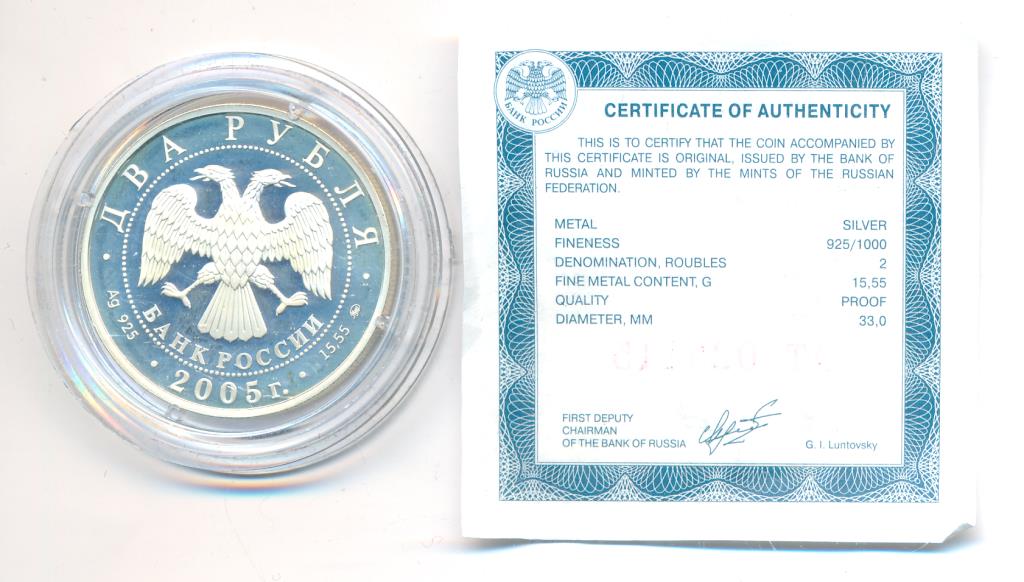 ДВА РУБЛЯ
Ag 925
БАНК РОССИИ
15,55
2005 г.
БАНК РОССИИ
CERTIFICATE OF AUTHENTICITY
THIS IS TO CERTIFY THAT THE COIN ACCOMPANIED BY
THIS CERTIFICATE IS ORIGINAL, ISSUED BY THE BANK OF
RUSSIA AND MINTED BY THE MINTS OF THE RUSSIAN
FEDERATION.
METAL SILVER
FINENESS 925/1000
DENOMINATION, ROUBLES 2
FINE METAL CONTENT, G 15,55
QUALITY PROOF
DIAMETER, MM 33,0
FIRST DEPUTY
CHAIRMAN
OF THE BANK OF RUSSIA
G. I. Luntovsky